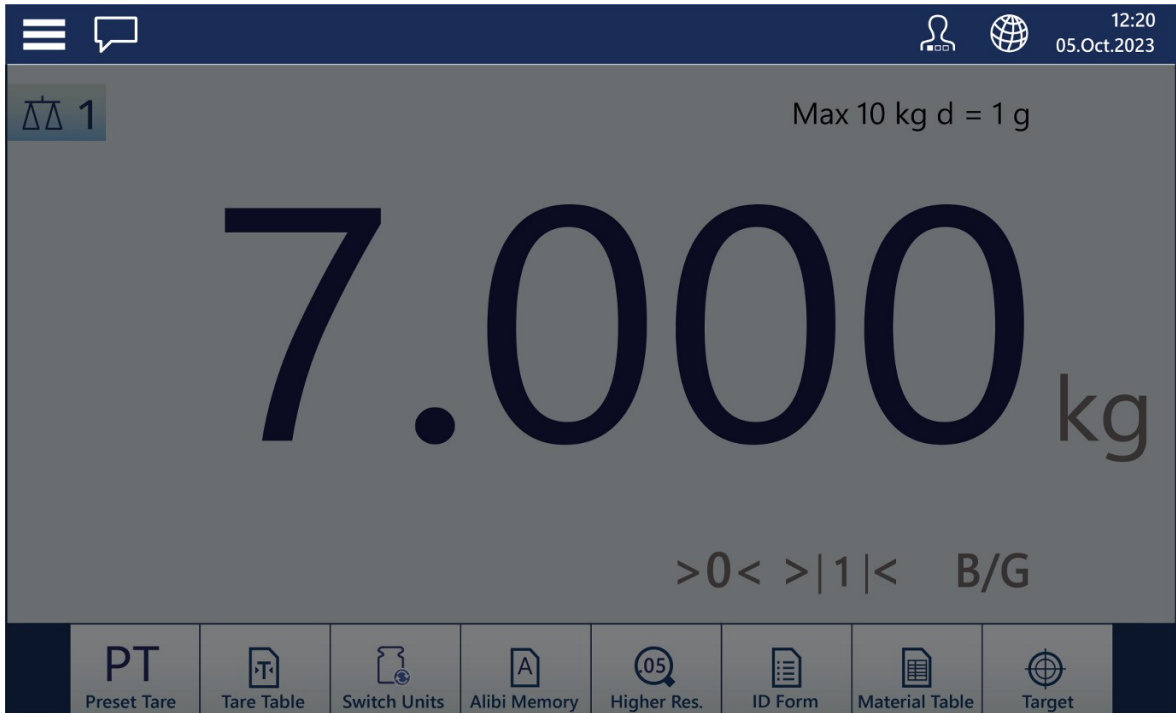 12:20
05.Oct.2023
1
Max 10 kg d = 1 g
7.000 kg
>0< >|1|< B/G
PT
Preset Tare
T
Tare Table
Switch Units
A
Alibi Memory
.05
Higher Res.
ID Form
Material Table
Target